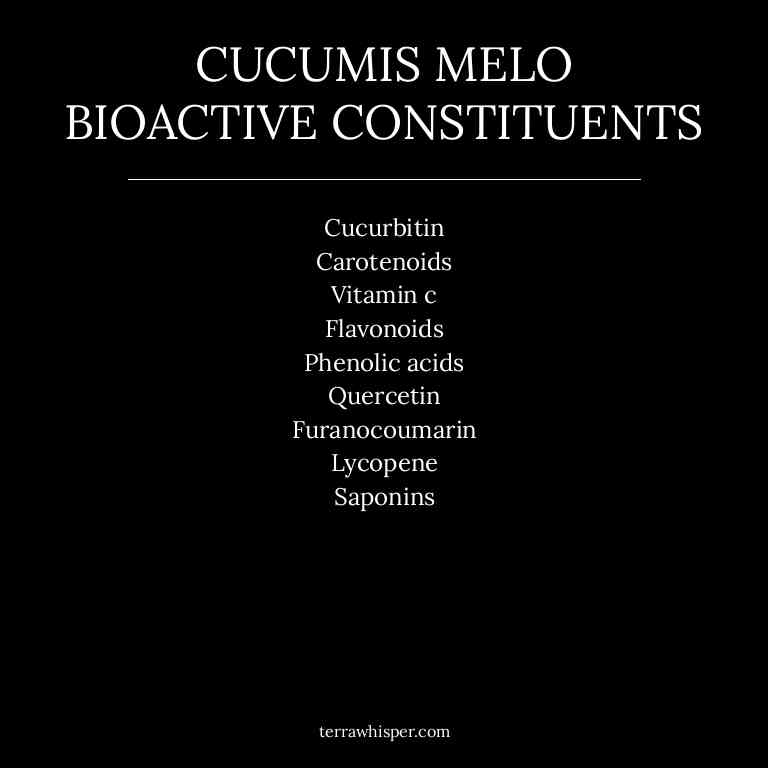 CUCUMIS MELO
BIOACTIVE CONSTITUENTS
Cucurbitin
Carotenoids
Vitamin c
Flavonoids
Phenolic acids
Quercetin
Furanocoumarin
Lycopene
Saponins
terrawhisper.com